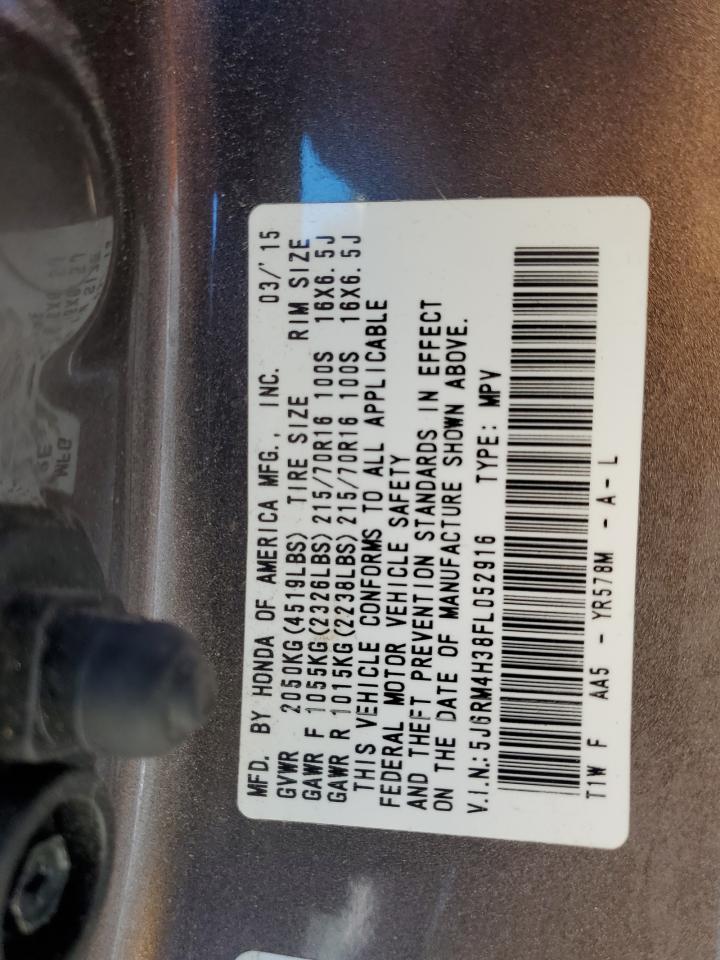 MFD. BY HONDA OF AMERICA MFG., INC. 03/'15
GVWR 2050KG(4519LBS) TIRE SIZE RIM SIZE
GAWR F 1055KG(2326LBS)215/70R16 100S 16X6.5J
GAWR R 1015KG(2238LBS)215/70R16 100S 16X6.5J
THIS VEHICLE CONFORMS TO ALL APPLICABLE
FEDERAL MOTOR VEHICLE SAFETY
AND THEFT PREVENTION STANDARDS IN EFFECT
ON THE DATE OF MANUFACTURE SHOWN ABOVE.
V.I.N.:5J6RM4H38FL052916 TYPE: MPV
T1W F AA5 - YR578M - A - L